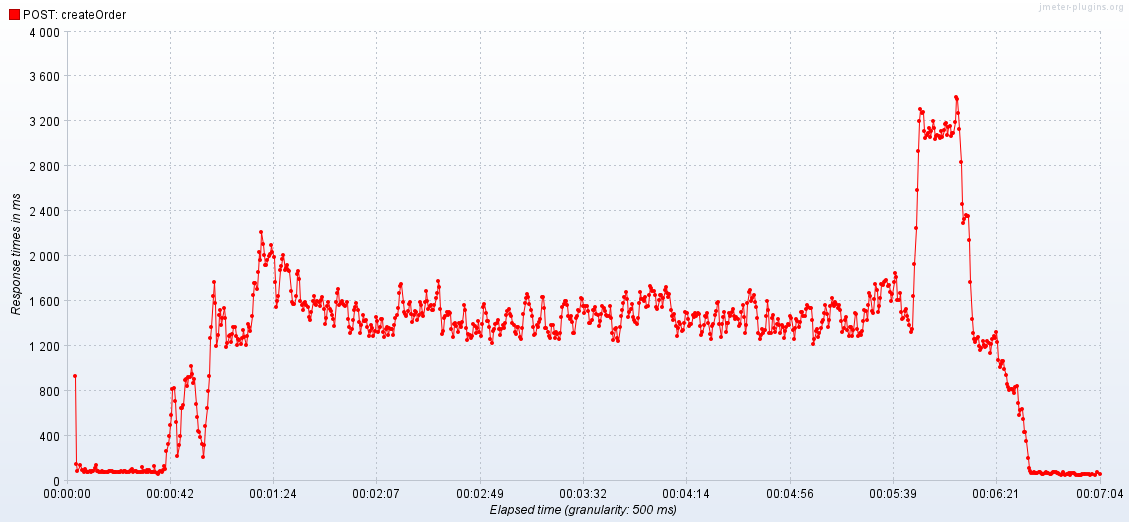 POST: createOrder
jmeter-plugins.org
4 000
3 600
3 200
2 800
2 400
2 000
1 600
1 200
800
400
0
Response times in ms
00:00:00 00:00:42 00:01:24 00:02:07 00:02:49 00:03:32 00:04:14 00:04:56 00:05:39 00:06:21 00:07:04
Elapsed time (granularity: 500 ms)